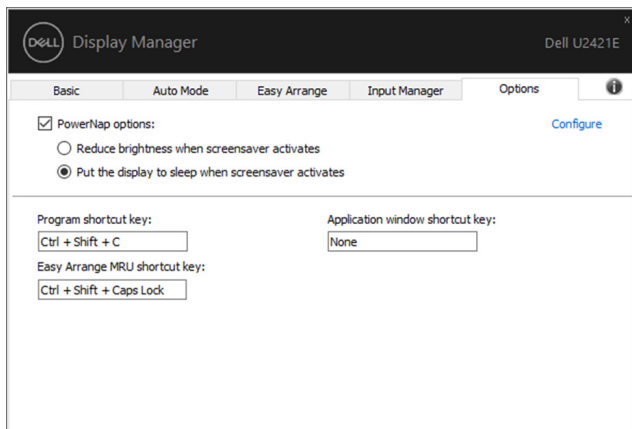 x
DELL Display Manager
Dell U2421E
Basic
Auto Mode
Easy Arrange
Input Manager
Options
i
PowerNap options:
Configure
Reduce brightness when screensaver activates
Put the display to sleep when screensaver activates
Program shortcut key:
Application window shortcut key:
Ctrl + Shift + C
None
Easy Arrange MRU shortcut key:
Ctrl + Shift + Caps Lock